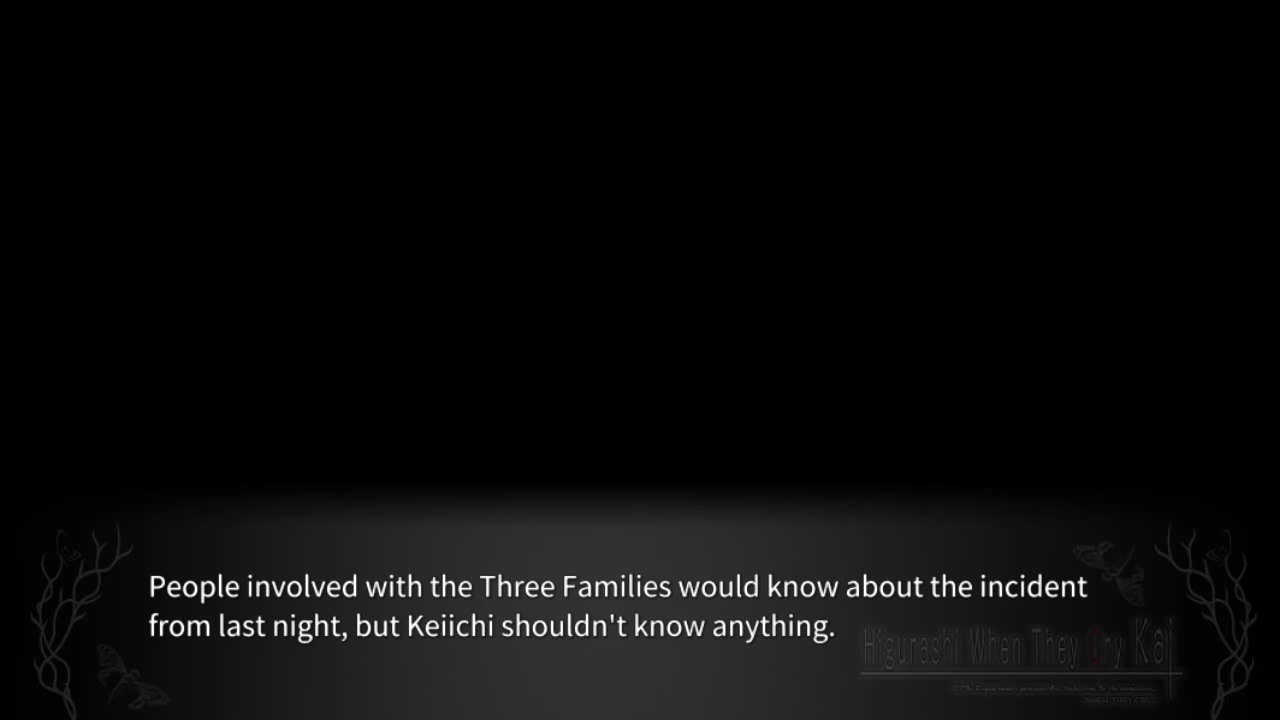 People involved with the Three Families would know about the incident
from last night, but Keiichi shouldn't know anything.
Higurashi When They Cry Kai